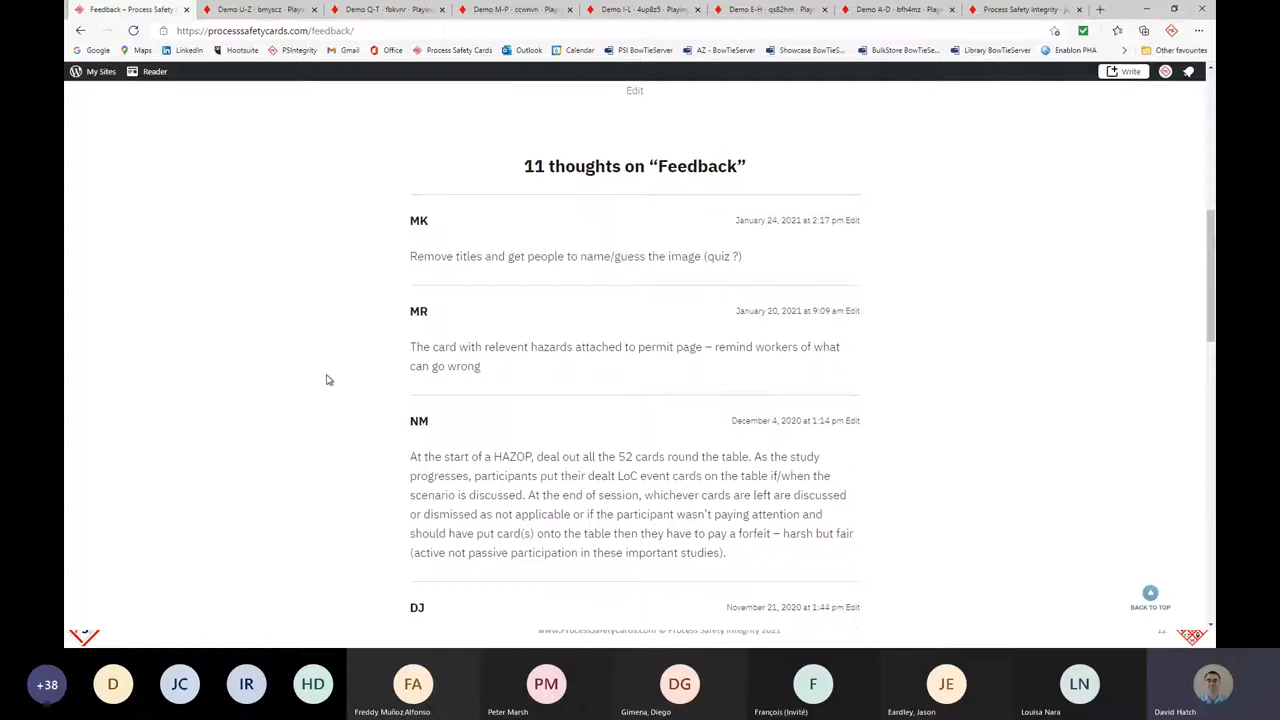 Feedback – Process Safety
Demo U-Z - bmyscz - Playi
Demo Q-T - fbkvnr - Playi
Demo M-P - ccwnvn - Playi
Demo I-L - 4up8z5 - Playing
Demo E-H - qs82hm - Play
Demo A-D - bfh4mz - Playi
Process Safety Integrity - ju
https://processsafetycards.com/feedback/
Google
Maps
LinkedIn
Hootsuite
PSIntegrity
Gmail
Office
Process Safety Cards
Outlook
Calendar
PSI BowTieServer
AZ - BowTieServer
Showcase BowTieSe...
BulkStore BowTieSer...
Library BowTieServer
Enablon PHA
Other favourites
My Sites
Reader
Write
Edit
11 thoughts on “Feedback”
MK
January 24, 2021 at 2:17 pm Edit
Remove titles and get people to name/guess the image (quiz ?)
MR
January 20, 2021 at 9:09 am Edit
The card with relevent hazards attached to permit page – remind workers of what
can go wrong
NM
December 4, 2020 at 1:14 pm Edit
At the start of a HAZOP, deal out all the 52 cards round the table. As the study
progresses, participants put their dealt LoC event cards on the table if/when the
scenario is discussed. At the end of session, whichever cards are left are discussed
or dismissed as not applicable or if the participant wasn’t paying attention and
should have put card(s) onto the table then they have to pay a forfeit – harsh but fair
(active not passive participation in these important studies).
DJ
November 21, 2020 at 1:44 pm Edit
BACK TO TOP
www.ProcessSafetyCards.com © Process Safety Integrity 2021
12
+38
D
JC
IR
HD
FA
PM
DG
F
JE
LN
Freddy Muñoz Alfonso
Peter Marsh
Gimena, Diego
François (Invité)
Eardley, Jason
Louisa Nara
David Hatch